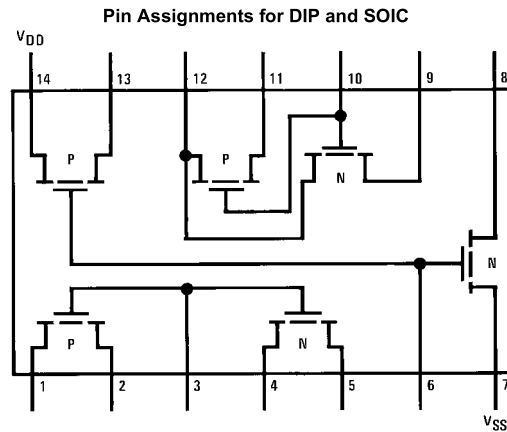 Pin Assignments for DIP and SOIC
VDD
14 13 12 11 10 9 8
P P N
N
P N
1 2 3 4 5 6 7
VSS